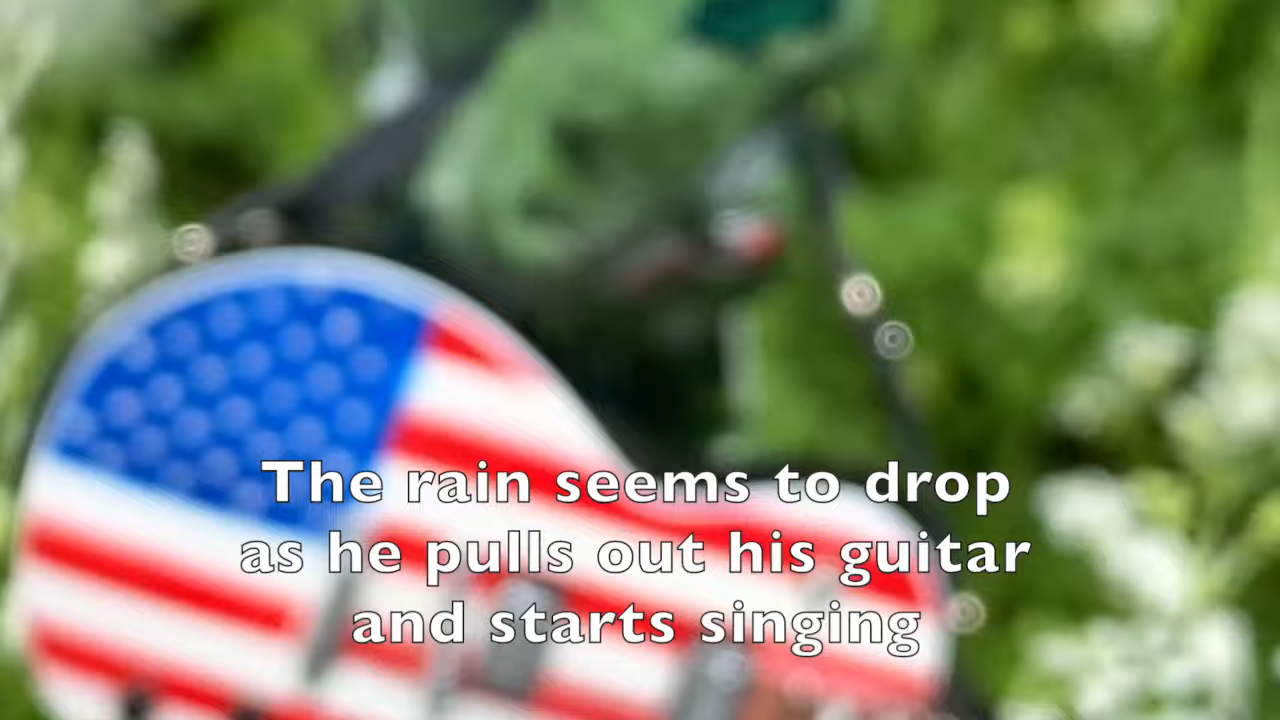 The rain seems to drop
as he pulls out his guitar
and starts singing